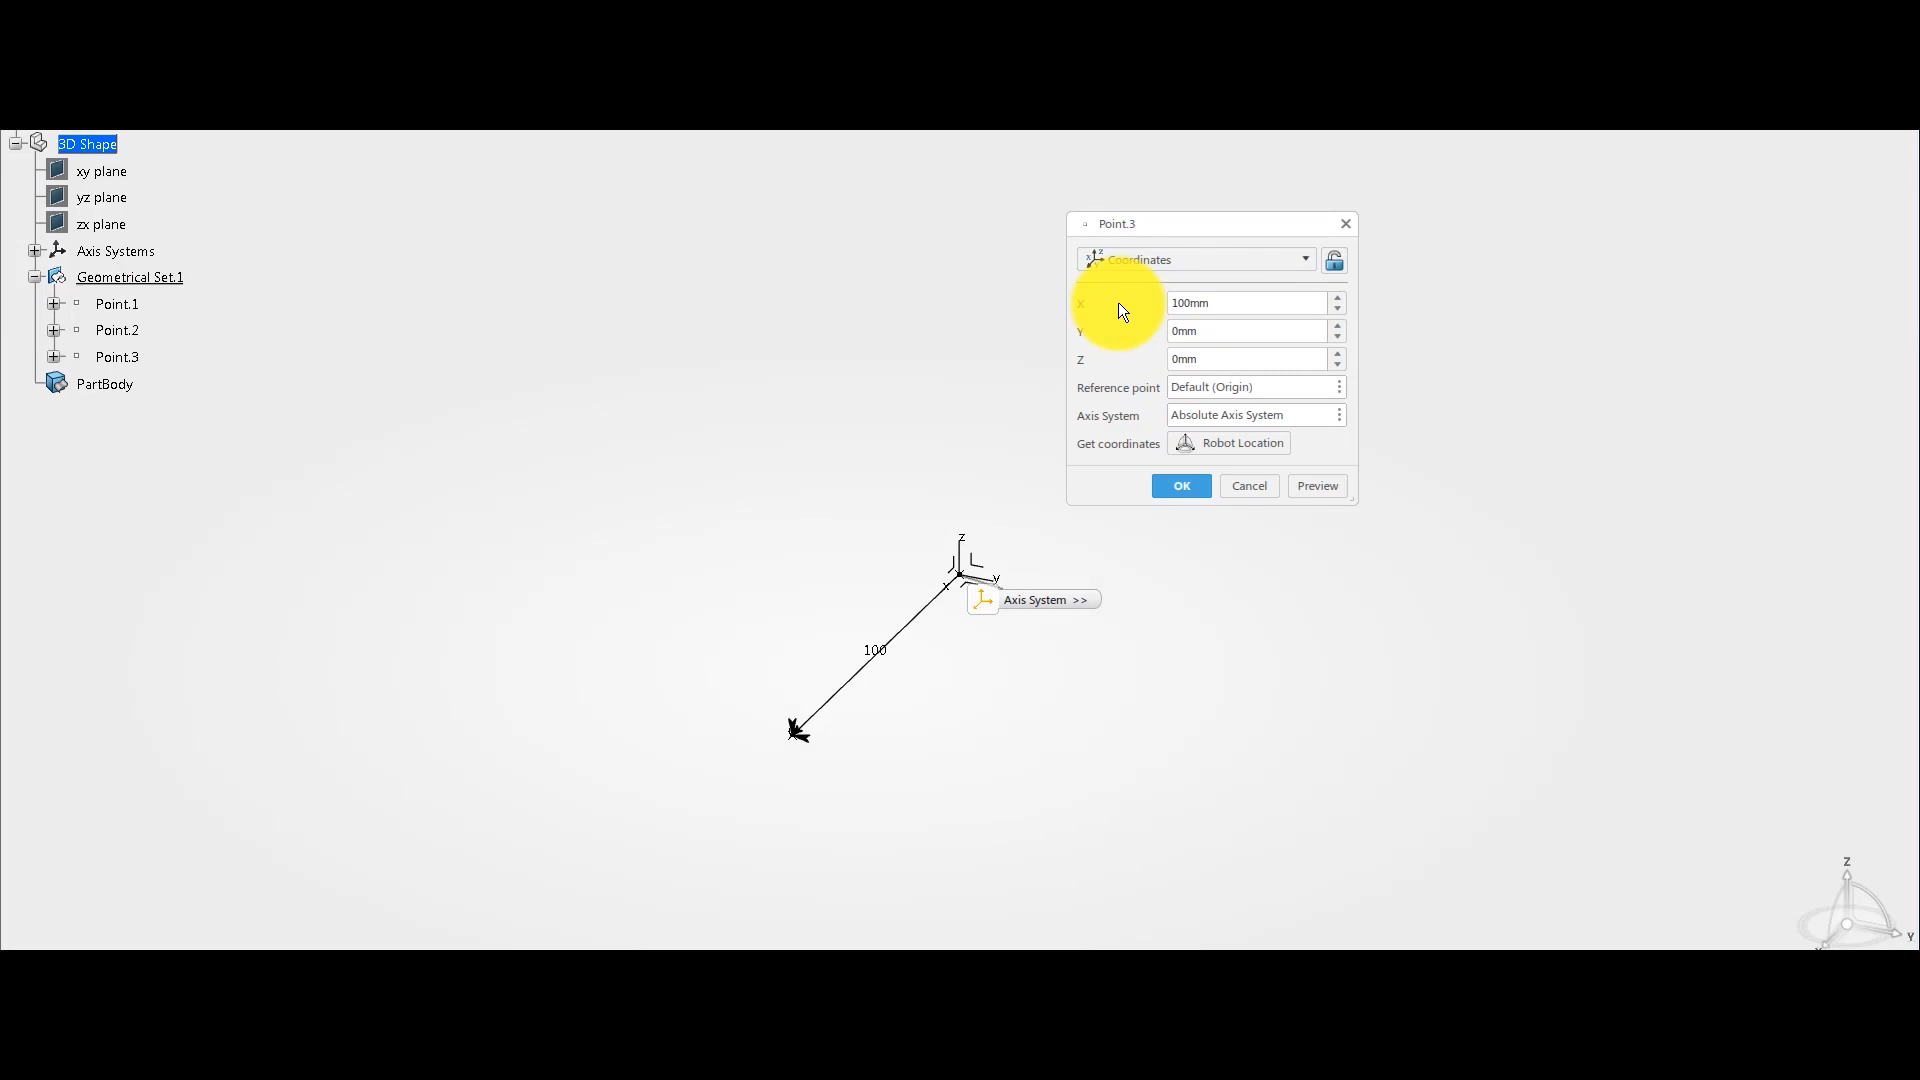 3D Shape
xy plane
yz plane
zx plane
Axis Systems
Geometrical Set.1
Point.1
Point.2
Point.3
PartBody
Point.3
Coordinates
X 100mm
Y 0mm
Z 0mm
Reference point Default (Origin)
Axis System Absolute Axis System
Get coordinates Robot Location
OK Cancel Preview
z
x y
Axis System >>
100
Z
Y